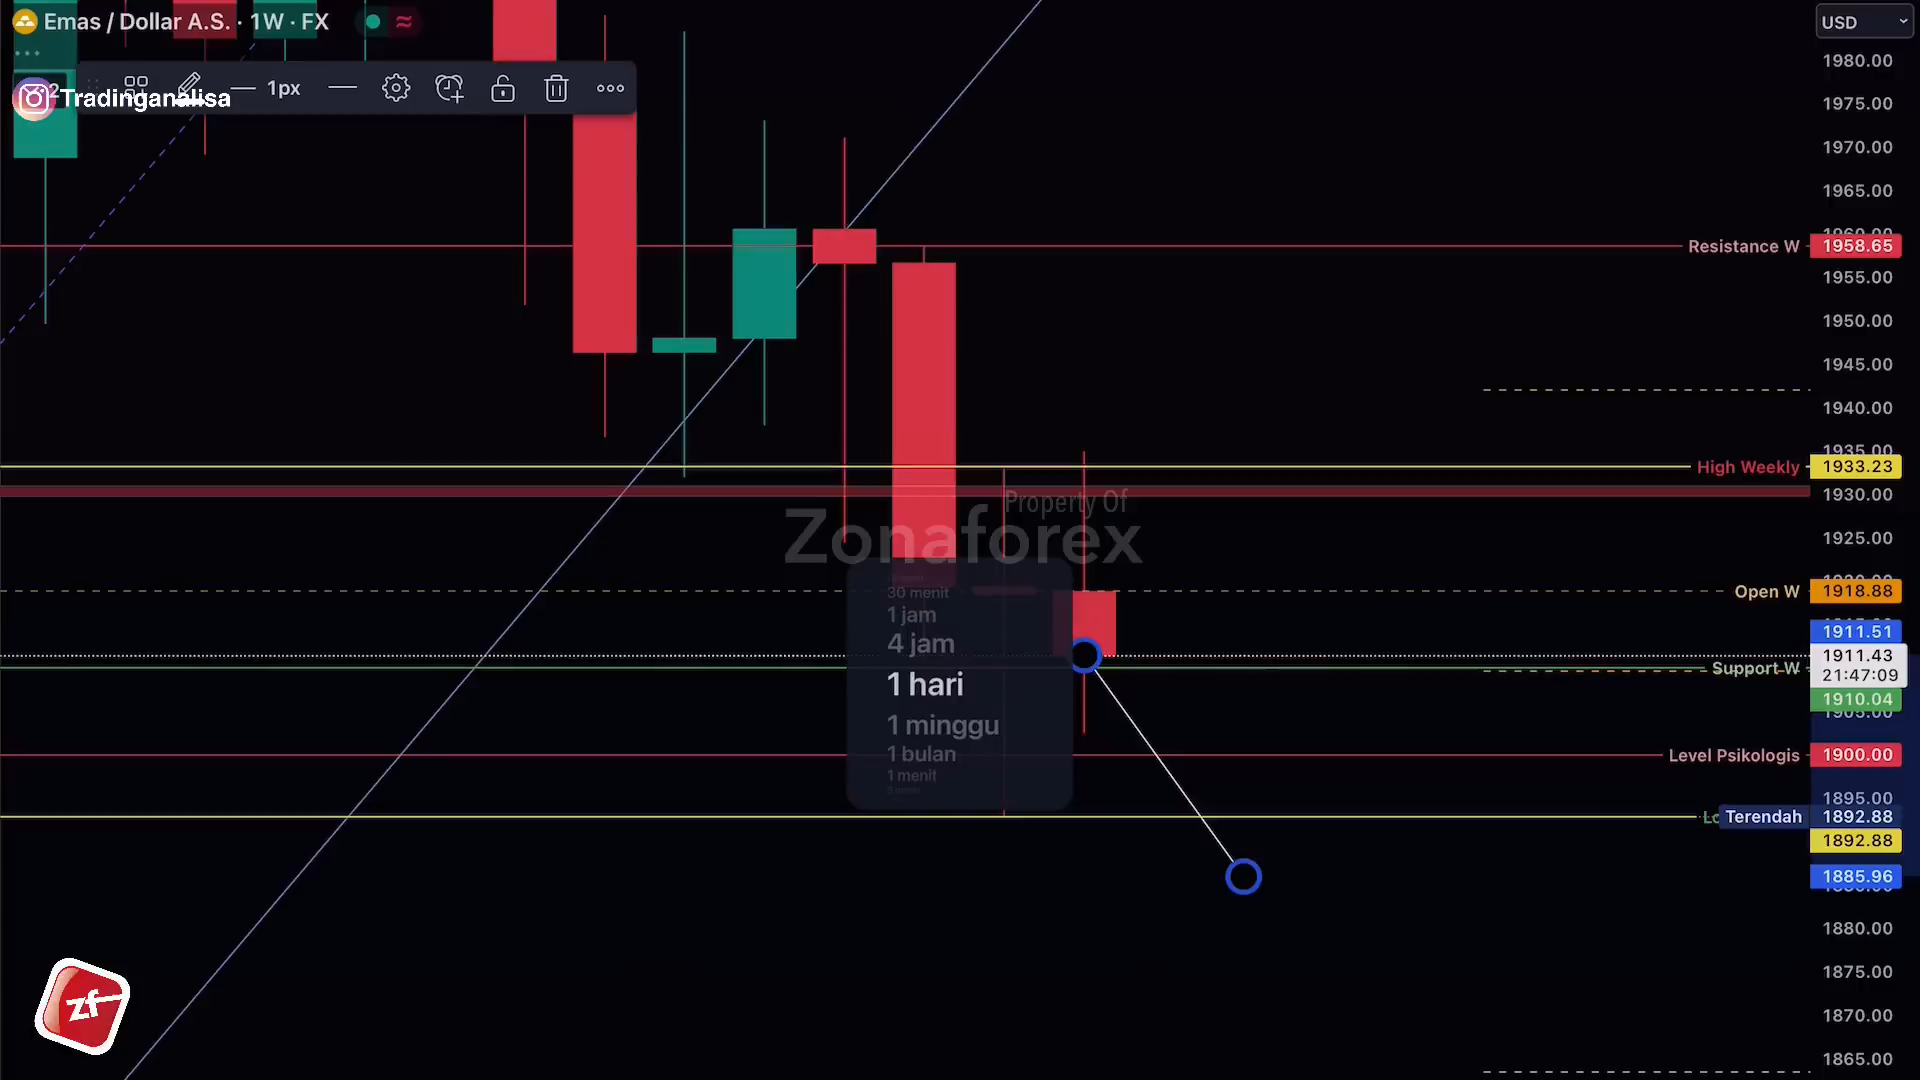 Emas / Dollar A.S. · 1W · FX
USD
Tradinganalisa
1px
1980.00
1975.00
1970.00
1965.00
Resistance W
1958.65
1955.00
1950.00
1945.00
1940.00
1935.00
High Weekly
1933.23
1930.00
Property Of
Zonaforex
1925.00
Open W
1918.88
30 menit
1 jam
4 jam
1 hari
1 minggu
1 bulan
1 menit
1911.51
1911.43
21:47:09
Support W
1910.04
1905.00
Level Psikologis
1900.00
1895.00
Terendah
1892.88
1892.88
1885.96
1880.00
1875.00
1870.00
1865.00
zf